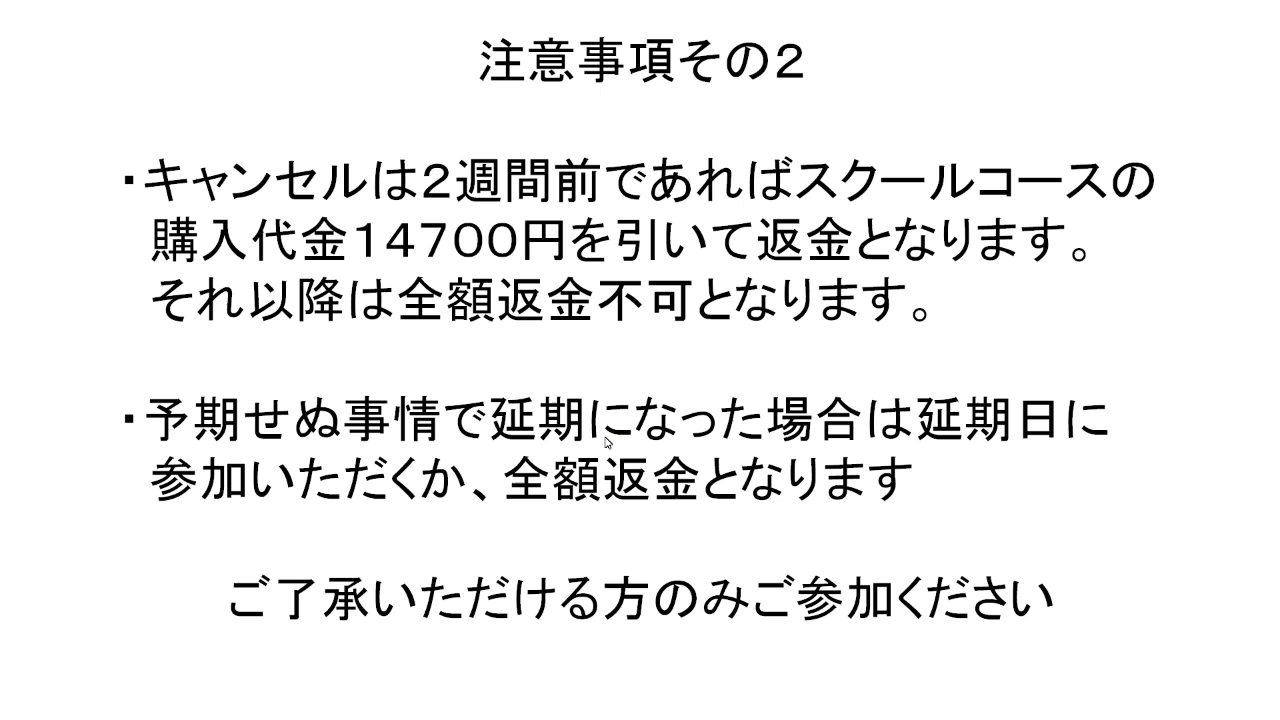 注意事項その２
・キャンセルは２週間前であればスクールコースの
購入代金１４７００円を引いて返金となります。
それ以降は全額返金不可となります。
・予期せぬ事情で延期になった場合は延期日に
参加いただくか、全額返金となります
ご了承いただける方のみご参加ください